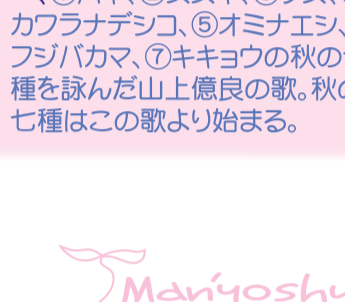 カワラナデシコ、⑤オミナエシ、
フジバカマ、⑦キキョウの秋の
種を詠んだ山上憶良の歌。秋の
七種はこの歌より始まる。
Man'yoshu